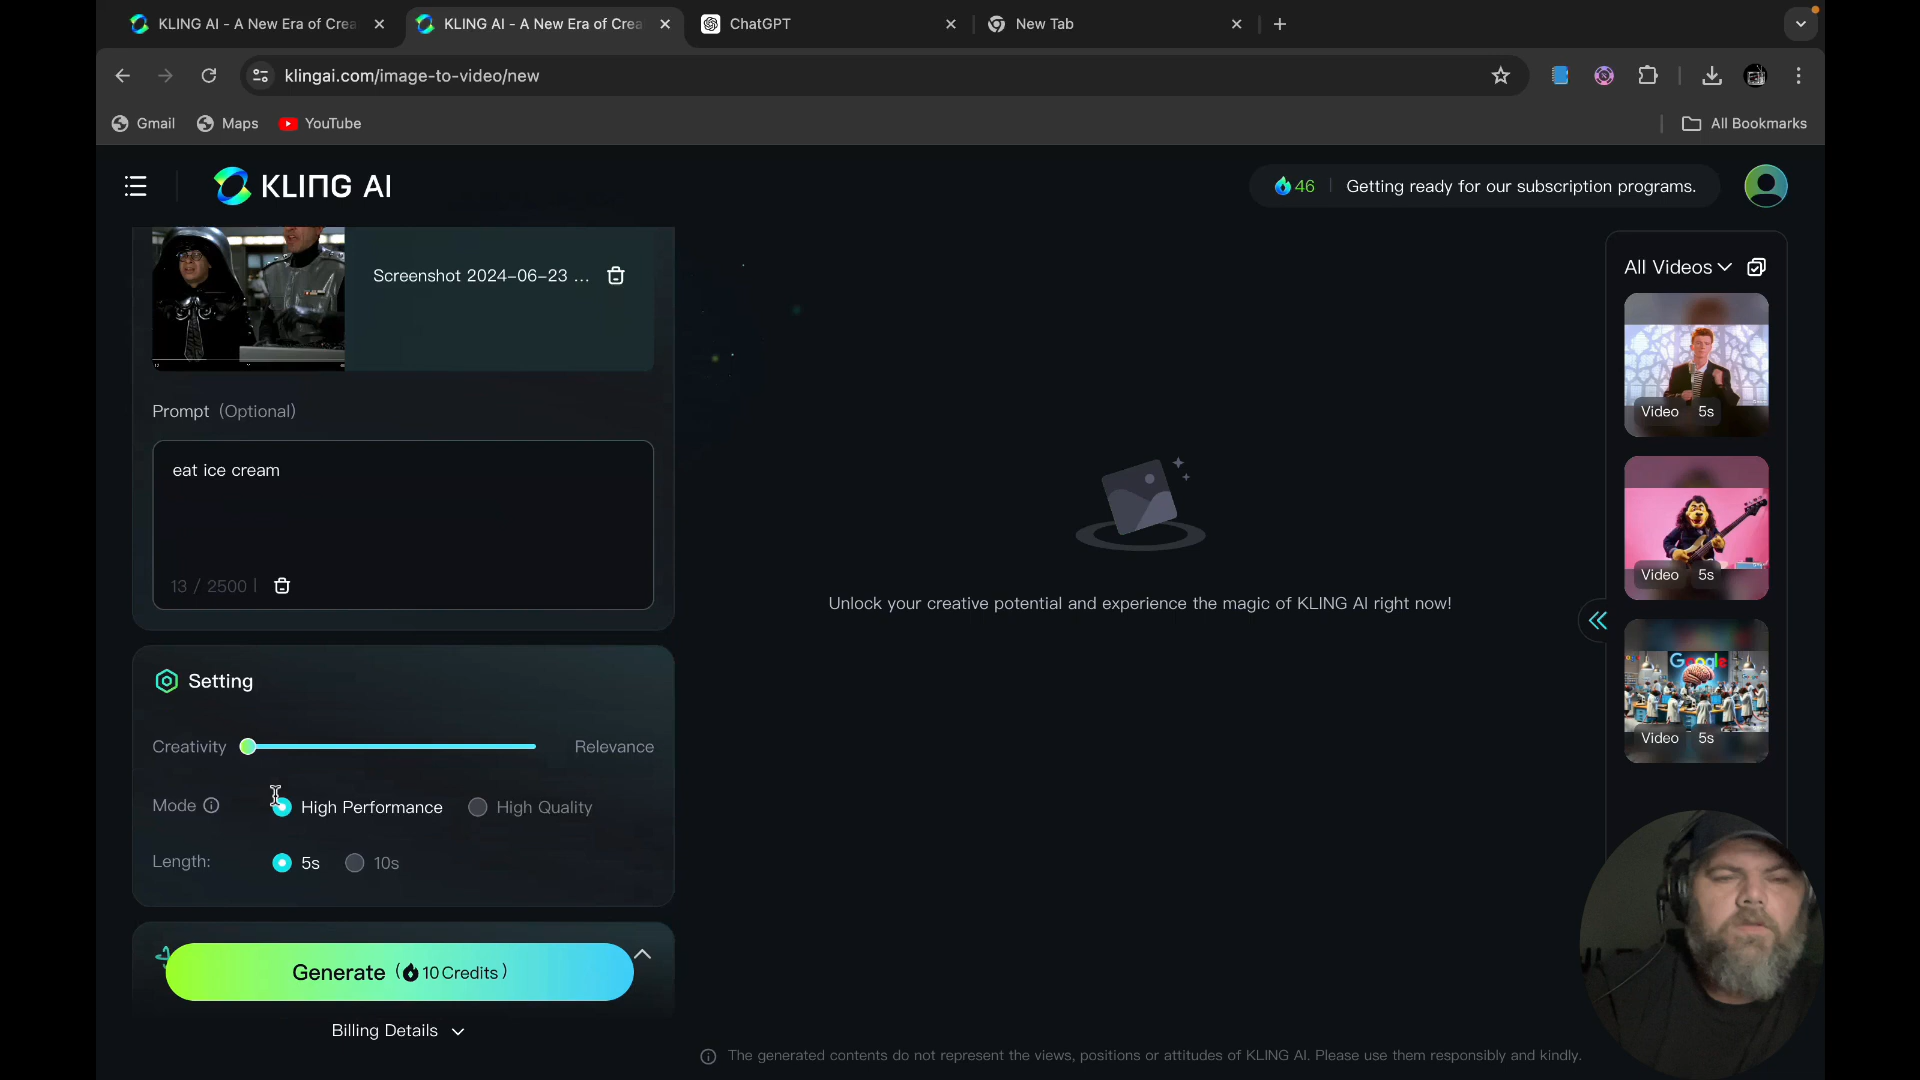 KLING AI - A New Era of Crea
KLING AI - A New Era of Crea
ChatGPT
New Tab
klingai.com/image-to-video/new
Gmail
Maps
YouTube
All Bookmarks
KLING AI
46
Getting ready for our subscription programs.
Screenshot 2024-06-23 ...
Prompt (Optional)
eat ice cream
13 / 2500
Setting
Creativity
Relevance
Mode
High Performance
High Quality
Length:
5s
10s
Generate (10 Credits)
Billing Details
Unlock your creative potential and experience the magic of KLING AI right now!
All Videos
Video 5s
Video 5s
Google
Video 5s
The generated contents do not represent the views, positions or attitudes of KLING AI. Please use them responsibly and kindly.